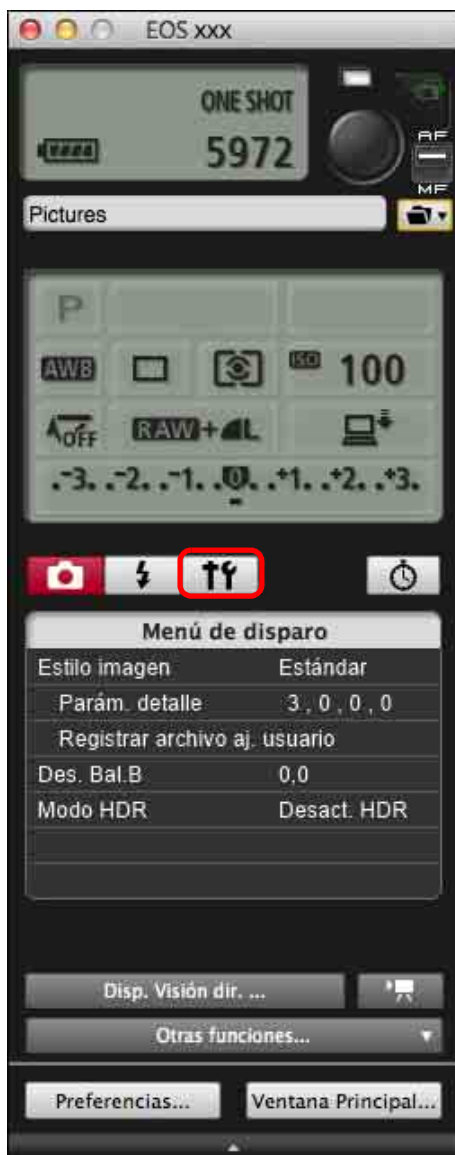 EOS xxx
ONE SHOT
5972
AF
MF
Pictures
P
AWB
ISO 100
OFF RAW+L
.-3. .-2. .-1. .0. .+1. .+2. .+3.
Menú de disparo
Estilo imagen Estándar
Parám. detalle 3 , 0 , 0 , 0
Registrar archivo aj. usuario
Des. Bal.B 0,0
Modo HDR Desact. HDR
Disp. Visión dir. ...
Otras funciones...
Preferencias... Ventana Principal...